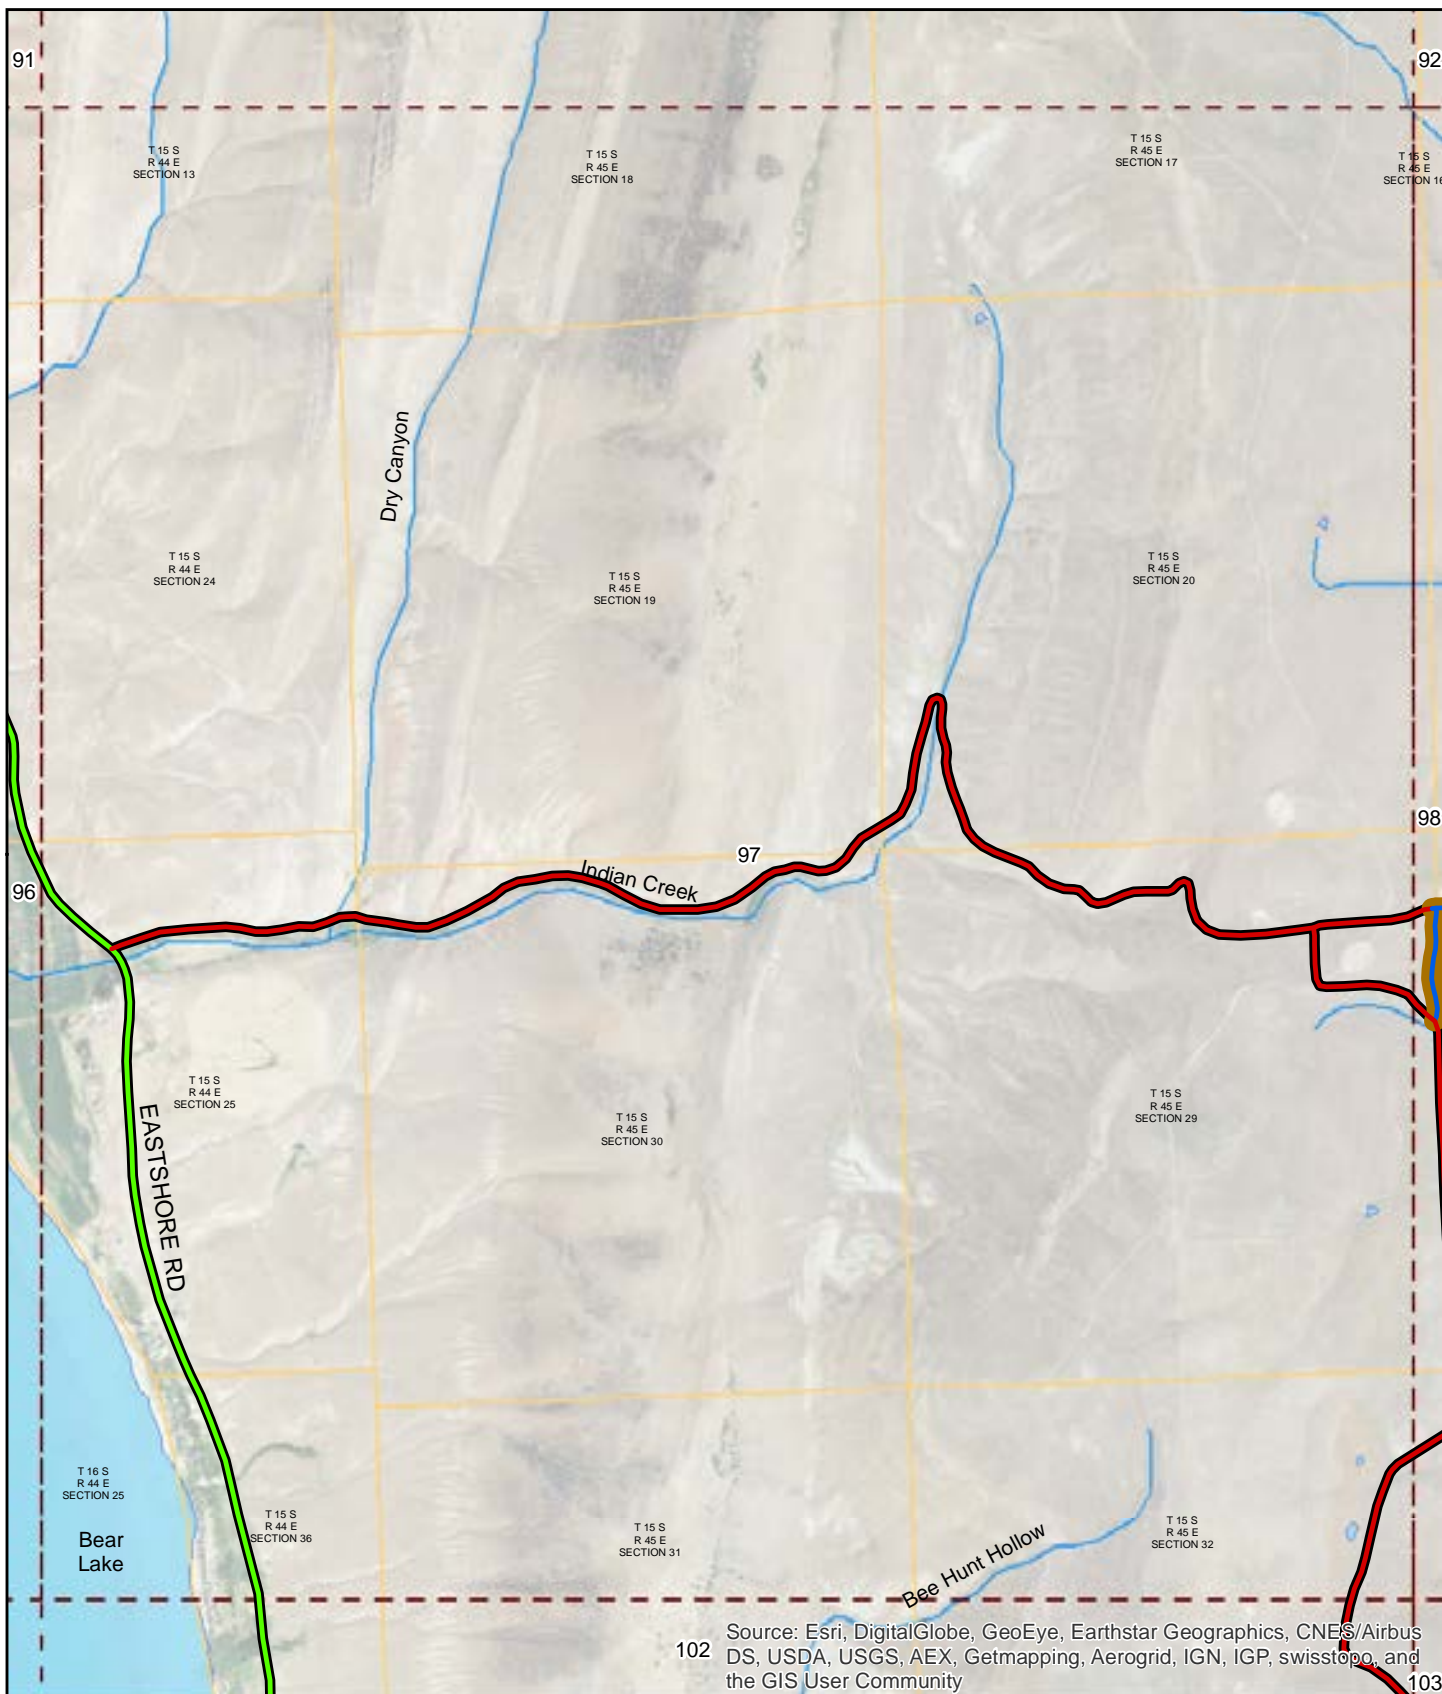 91
92
T 15 S
R 44 E
SECTION 13
T 15 S
R 45 E
SECTION 18
T 15 S
R 45 E
SECTION 17
T 15 S
R 45 E
SECTION 16
Dry Canyon
T 15 S
R 44 E
SECTION 24
T 15 S
R 45 E
SECTION 19
T 15 S
R 45 E
SECTION 20
98
97
96
Indian Creek
T 15 S
R 44 E
SECTION 25
T 15 S
R 45 E
SECTION 30
T 15 S
R 45 E
SECTION 29
EASTSHORE RD
T 16 S
R 44 E
SECTION 25
T 15 S
R 44 E
SECTION 36
T 15 S
R 45 E
SECTION 31
T 15 S
R 45 E
SECTION 32
Bear
Lake
Bee Hunt Hollow
102
Source: Esri, DigitalGlobe, GeoEye, Earthstar Geographics, CNES/Airbus
DS, USDA, USGS, AEX, Getmapping, Aerogrid, IGN, IGP, swisstopo, and
the GIS User Community
103